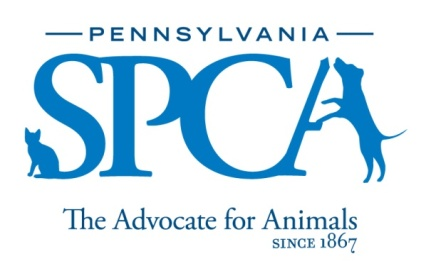 PENNSYLVANIA
SPCA
The Advocate for Animals
SINCE 1867